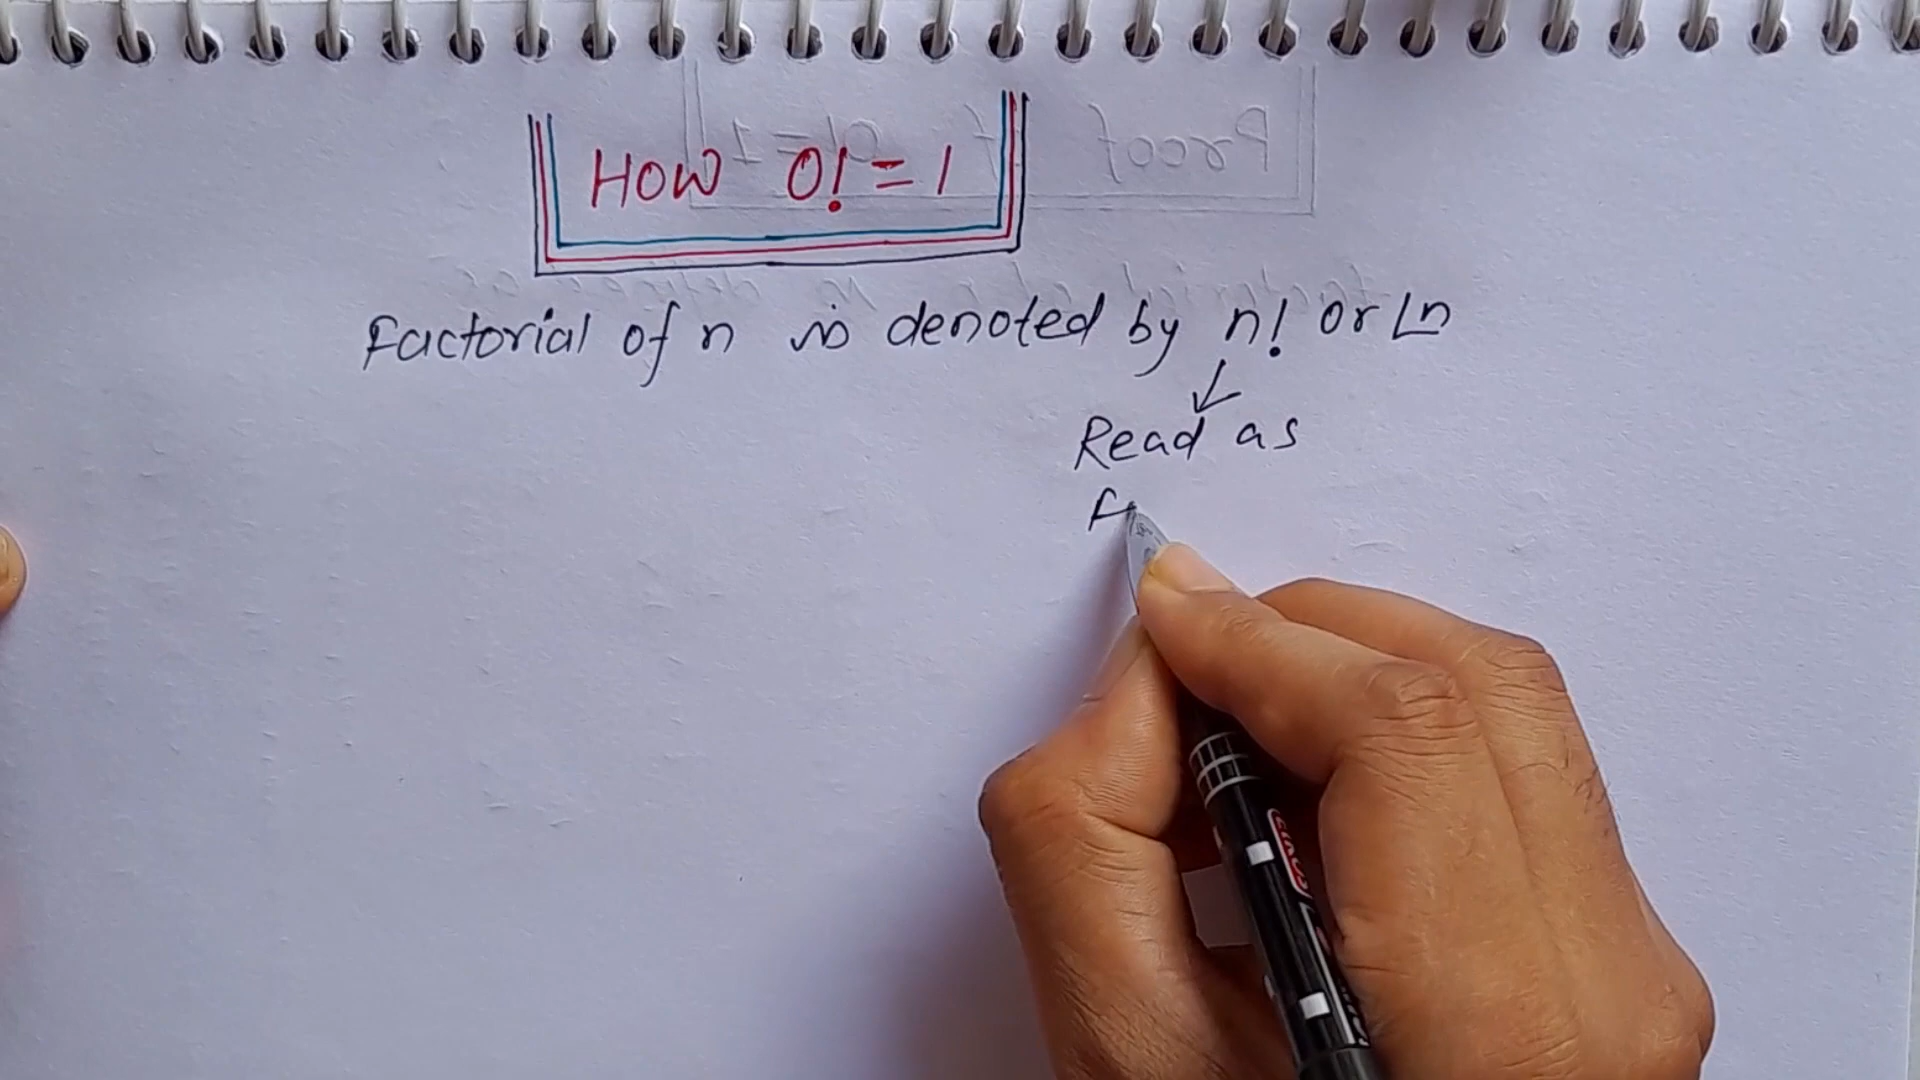 HOW 0! = 1
Factorial of n is denoted by n! or ⌊n
Read as